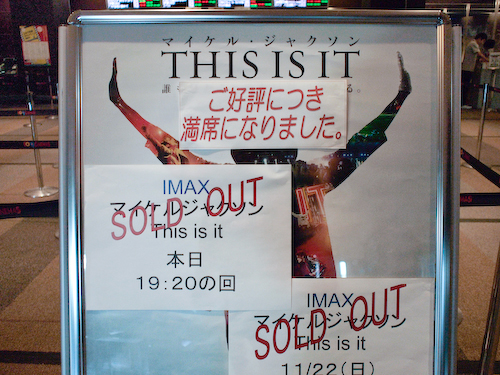 マイケル・ジャクソン
THIS IS IT
ご好評につき
満席になりました。
IT
IMAX
マイケルジャクソン
SOLD OUT
This is it
本日
19:20の回
IMAX
マイケルジャクソン
SOLD OUT
This is it
11/22(日)